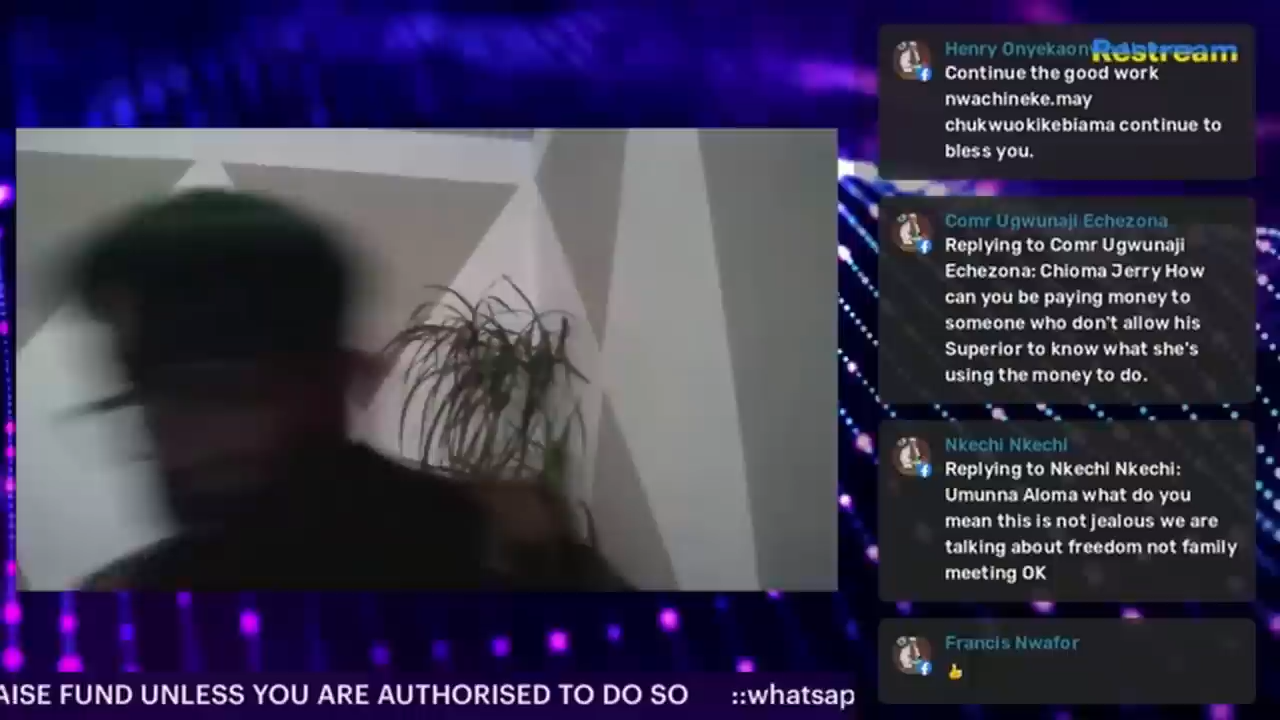 Restream
Henry Onyekaon
Continue the good work
nwachineke.may
chukwuokikebiama continue to
bless you.
Comr Ugwunaji Echezona
Replying to Comr Ugwunaji
Echezona: Chioma Jerry How
can you be paying money to
someone who don't allow his
Superior to know what she's
using the money to do.
Nkechi Nkechi
Replying to Nkechi Nkechi:
Umunna Aloma what do you
mean this is not jealous we are
talking about freedom not family
meeting OK
Francis Nwafor
👍
AISE FUND UNLESS YOU ARE AUTHORISED TO DO SO ::whatsap